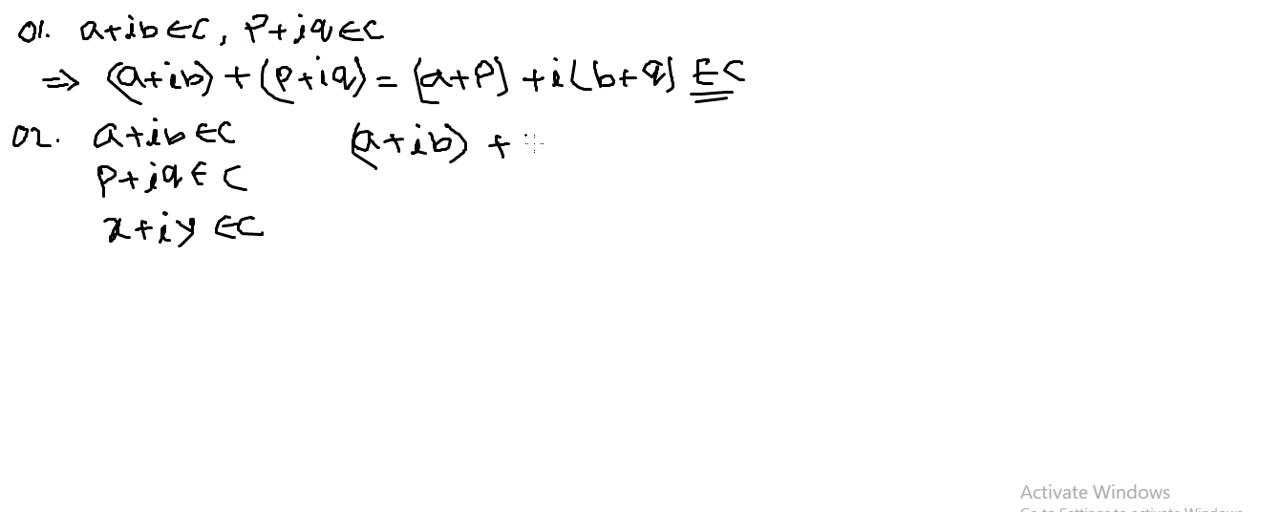 01. a+ib∈C, P+iq∈C
⇒ (a+ib)+(P+iq)=(a+P)+i(b+q) ∈C
02. a+ib∈C (a+ib) +
P+iq∈C
x+iy∈C
Activate Windows